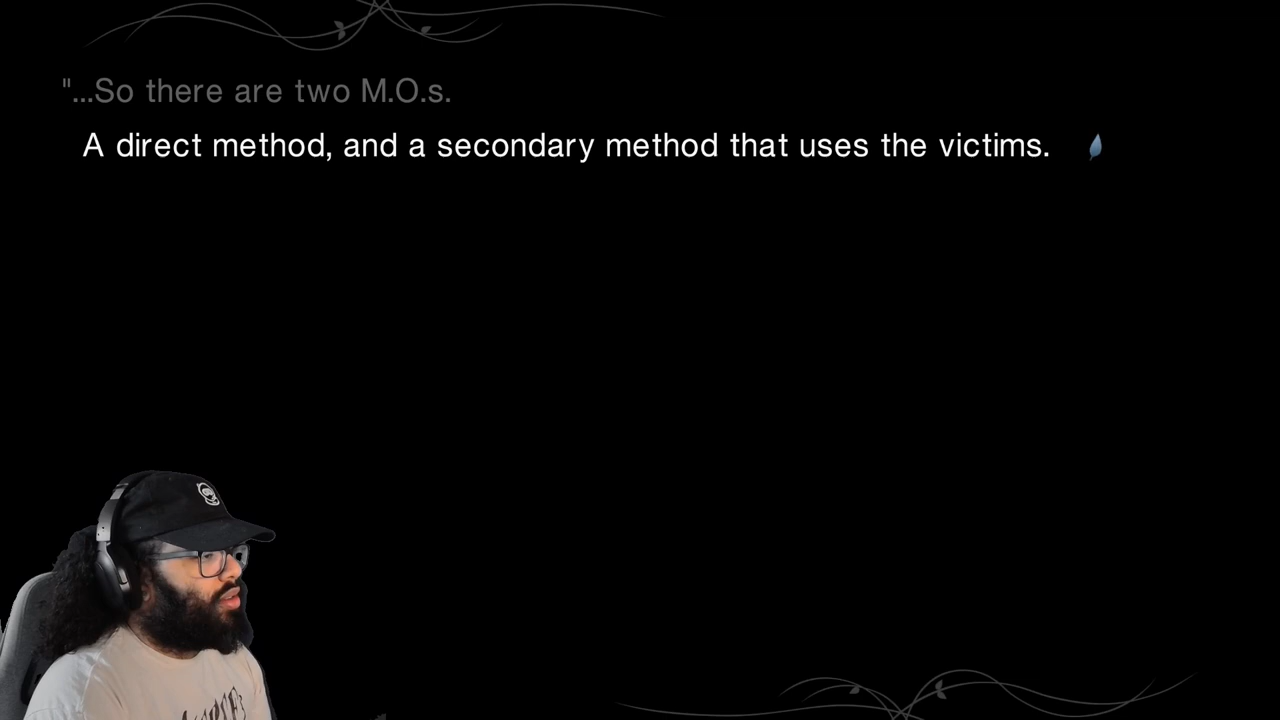 "...So there are two M.O.s.
A direct method, and a secondary method that uses the victims.